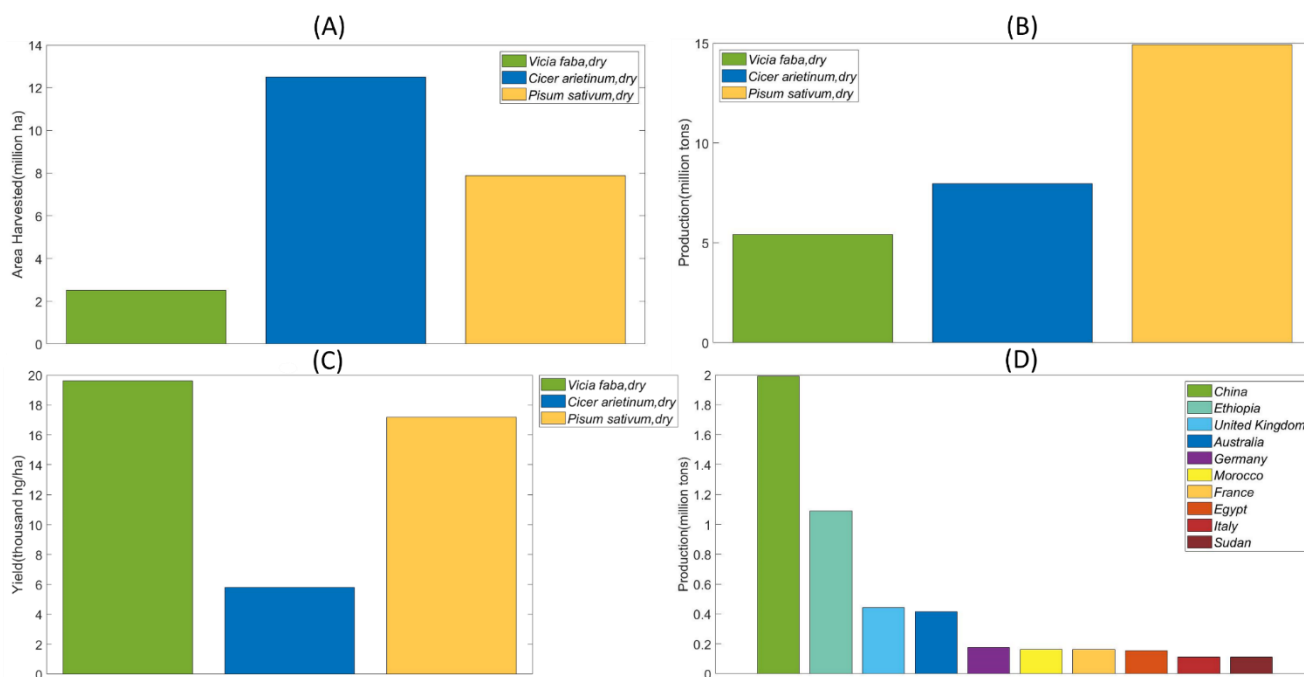 (A)
14
12
10
8
6
4
2
0
Area Harvested(million ha)
Vicia faba,dry
Cicer arietinum,dry
Pisum sativum,dry
(B)
15
10
5
0
Production(million tons)
Vicia faba,dry
Cicer arietinum,dry
Pisum sativum,dry
(C)
20
18
16
14
12
10
8
6
4
2
0
Yield(thousand hg/ha)
Vicia faba,dry
Cicer arietinum,dry
Pisum sativum,dry
(D)
2
1.8
1.6
1.4
1.2
1
0.8
0.6
0.4
0.2
0
Production(million tons)
China
Ethiopia
United Kingdom
Australia
Germany
Morocco
France
Egypt
Italy
Sudan